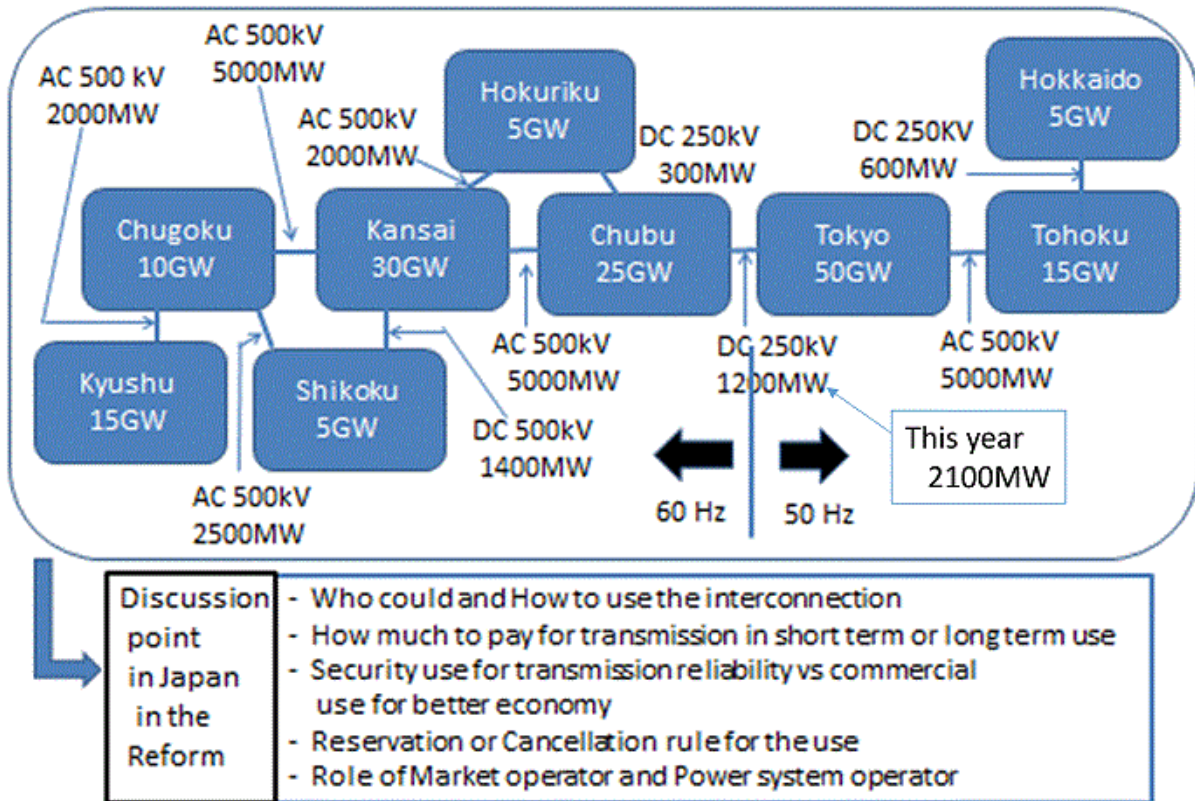 AC 500kV
5000MW
AC 500 kV
2000MW
AC 500kV
2000MW
Hokuriku
5GW
DC 250kV
300MW
DC 250KV
600MW
Hokkaido
5GW
Chugoku
10GW
Kansai
30GW
Chubu
25GW
Tokyo
50GW
Tohoku
15GW
Kyushu
15GW
Shikoku
5GW
AC 500kV
2500MW
DC 500kV
1400MW
AC 500kV
5000MW
DC 250kV
1200MW
AC 500kV
5000MW
This year
2100MW
60 Hz
50 Hz
Discussion
point
in Japan
in the
Reform
- Who could and How to use the interconnection
- How much to pay for transmission in short term or long term use
- Security use for transmission reliability vs commercial
use for better economy
- Reservation or Cancellation rule for the use
- Role of Market operator and Power system operator